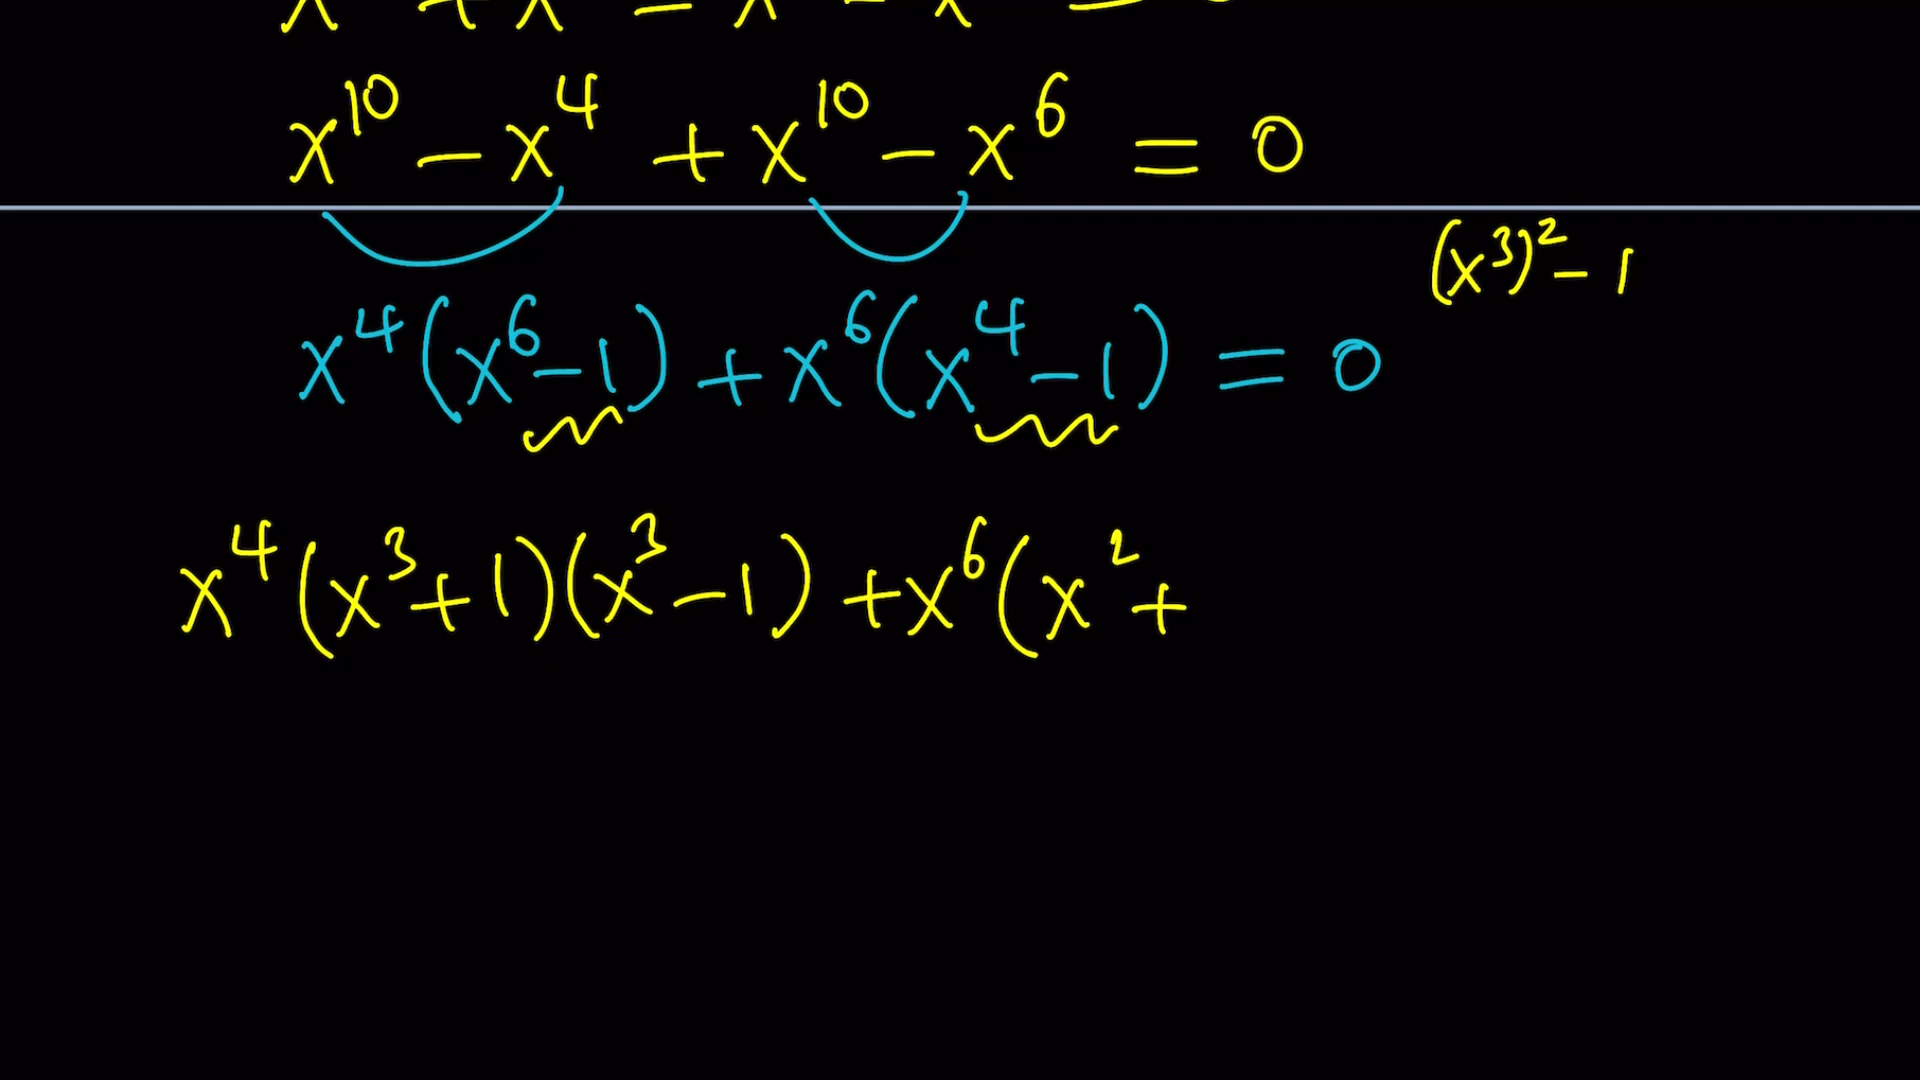 x¹⁰ − x⁴ + x¹⁰ − x⁶ = 0
(x³)² − 1
x⁴(x⁶ − 1) + x⁶(x⁴ − 1) = 0
x⁴(x³ + 1)(x³ − 1) + x⁶(x² +